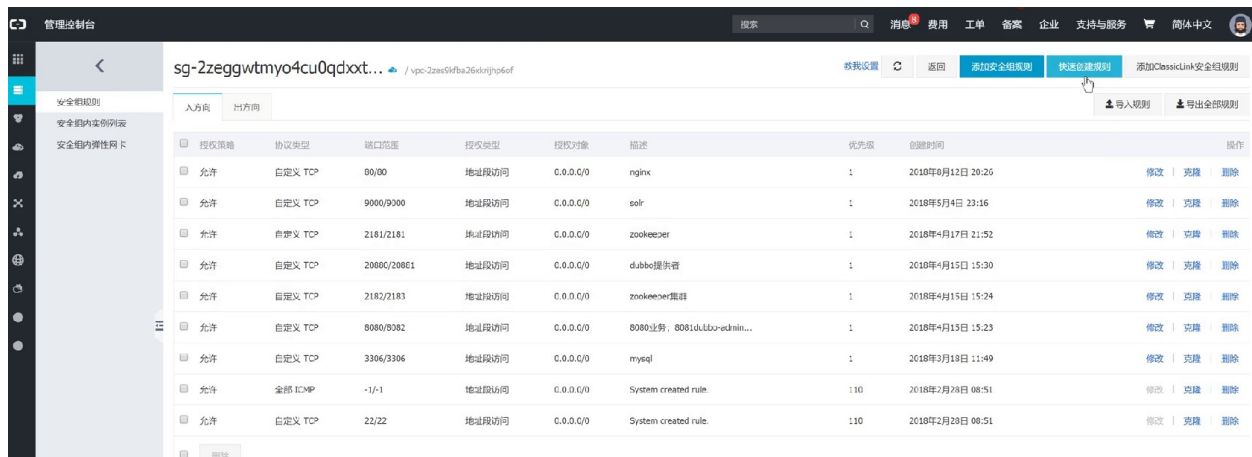 管理控制台 搜索 消息 8 费用 工单 备案 企业 支持与服务 简体中文
sg-2zeggwtmyo4cu0qdxxt... 教我设置 返回 添加安全组规则 快速创建规则 添加ClassicLink安全组规则
安全组规则
安全组内实例列表
安全组内弹性网卡
入方向 出方向 导入规则 导出全部规则
授权策略 协议类型 端口范围 授权类型 授权对象 描述 优先级 创建时间 操作
允许 自定义 TCP 80/80 地址段访问 0.0.0.0/0 nginx 1 2018年8月12日 20:26 修改 | 克隆 | 删除
允许 自定义 TCP 9000/9000 地址段访问 0.0.0.0/0 solr 1 2018年5月4日 23:16 修改 | 克隆 | 删除
允许 自定义 TCP 2181/2181 地址段访问 0.0.0.0/0 zookeeper 1 2018年4月17日 21:52 修改 | 克隆 | 删除
允许 自定义 TCP 20880/20881 地址段访问 0.0.0.0/0 dubbo提供者 1 2018年4月15日 15:30 修改 | 克隆 | 删除
允许 自定义 TCP 2182/2183 地址段访问 0.0.0.0/0 zookeeper集群 1 2018年4月15日 15:24 修改 | 克隆 | 删除
允许 自定义 TCP 8080/8082 地址段访问 0.0.0.0/0 8080业务；8081dubbo-admin... 1 2018年4月15日 15:23 修改 | 克隆 | 删除
允许 自定义 TCP 3306/3306 地址段访问 0.0.0.0/0 mysql 1 2018年3月18日 11:49 修改 | 克隆 | 删除
允许 全部 ICMP -1/-1 地址段访问 0.0.0.0/0 System created rule. 110 2018年2月28日 08:51 修改 | 克隆 | 删除
允许 自定义 TCP 22/22 地址段访问 0.0.0.0/0 System created rule. 110 2018年2月28日 08:51 修改 | 克隆 | 删除
删除